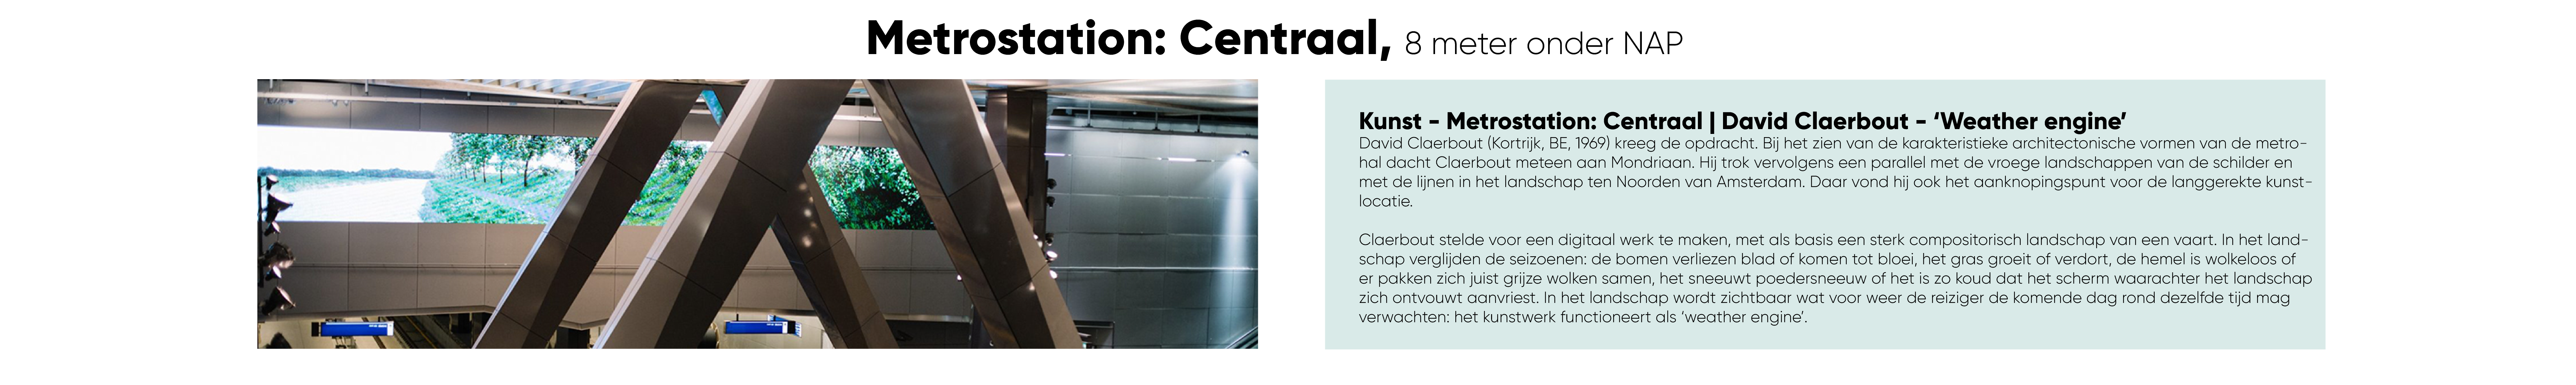 Metrostation: Centraal, 8 meter onder NAP
Kunst - Metrostation: Centraal | David Claerbout - ‘Weather engine’
David Claerbout (Kortrijk, BE, 1969) kreeg de opdracht. Bij het zien van de karakteristieke architectonische vormen van de metro-
hal dacht Claerbout meteen aan Mondriaan. Hij trok vervolgens een parallel met de vroege landschappen van de schilder en
met de lijnen in het landschap ten Noorden van Amsterdam. Daar vond hij ook het aanknopingspunt voor de langgerekte kunst-
locatie.
Claerbout stelde voor een digitaal werk te maken, met als basis een sterk compositorisch landschap van een vaart. In het land-
schap verglijden de seizoenen: de bomen verliezen blad of komen tot bloei, het gras groeit of verdort, de hemel is wolkeloos of
er pakken zich juist grijze wolken samen, het sneeuwt poedersneeuw of het is zo koud dat het scherm waarachter het landschap
zich ontvouwt aanvriest. In het landschap wordt zichtbaar wat voor weer de reiziger de komende dag rond dezelfde tijd mag
verwachten: het kunstwerk functioneert als ‘weather engine’.